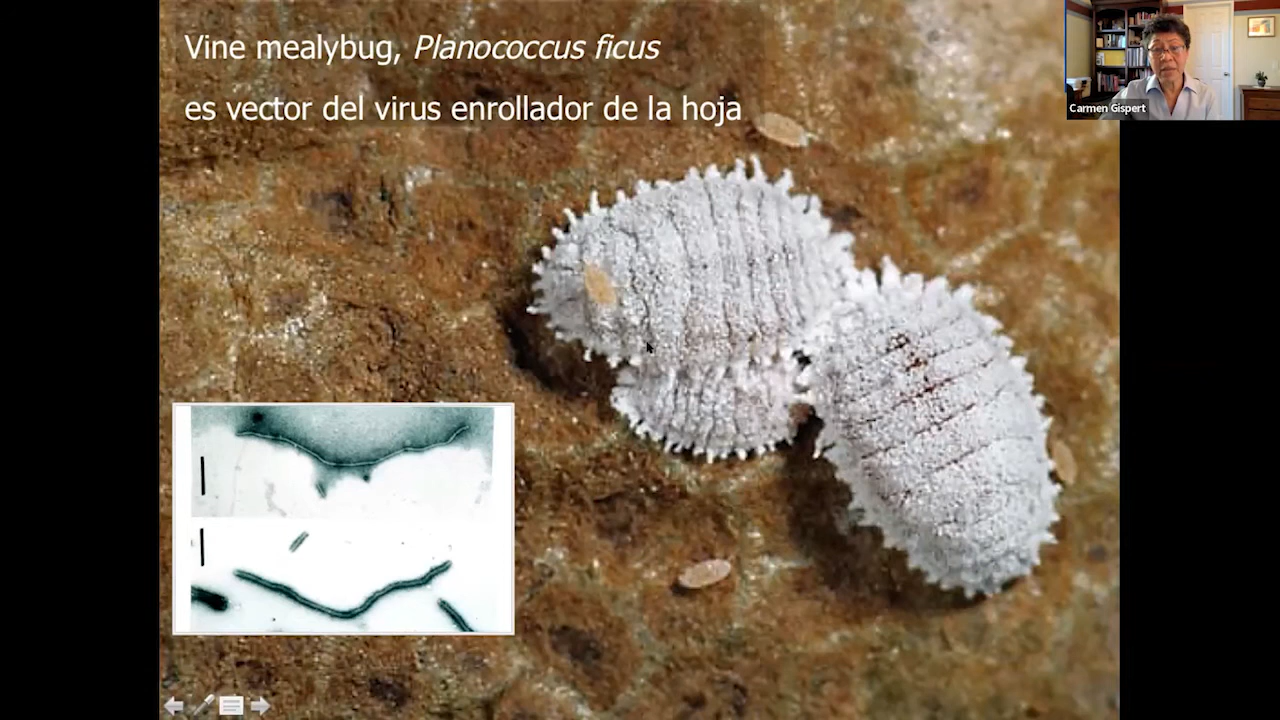 Vine mealybug, Planococcus ficus
es vector del virus enrollador de la hoja
Carmen Gispert